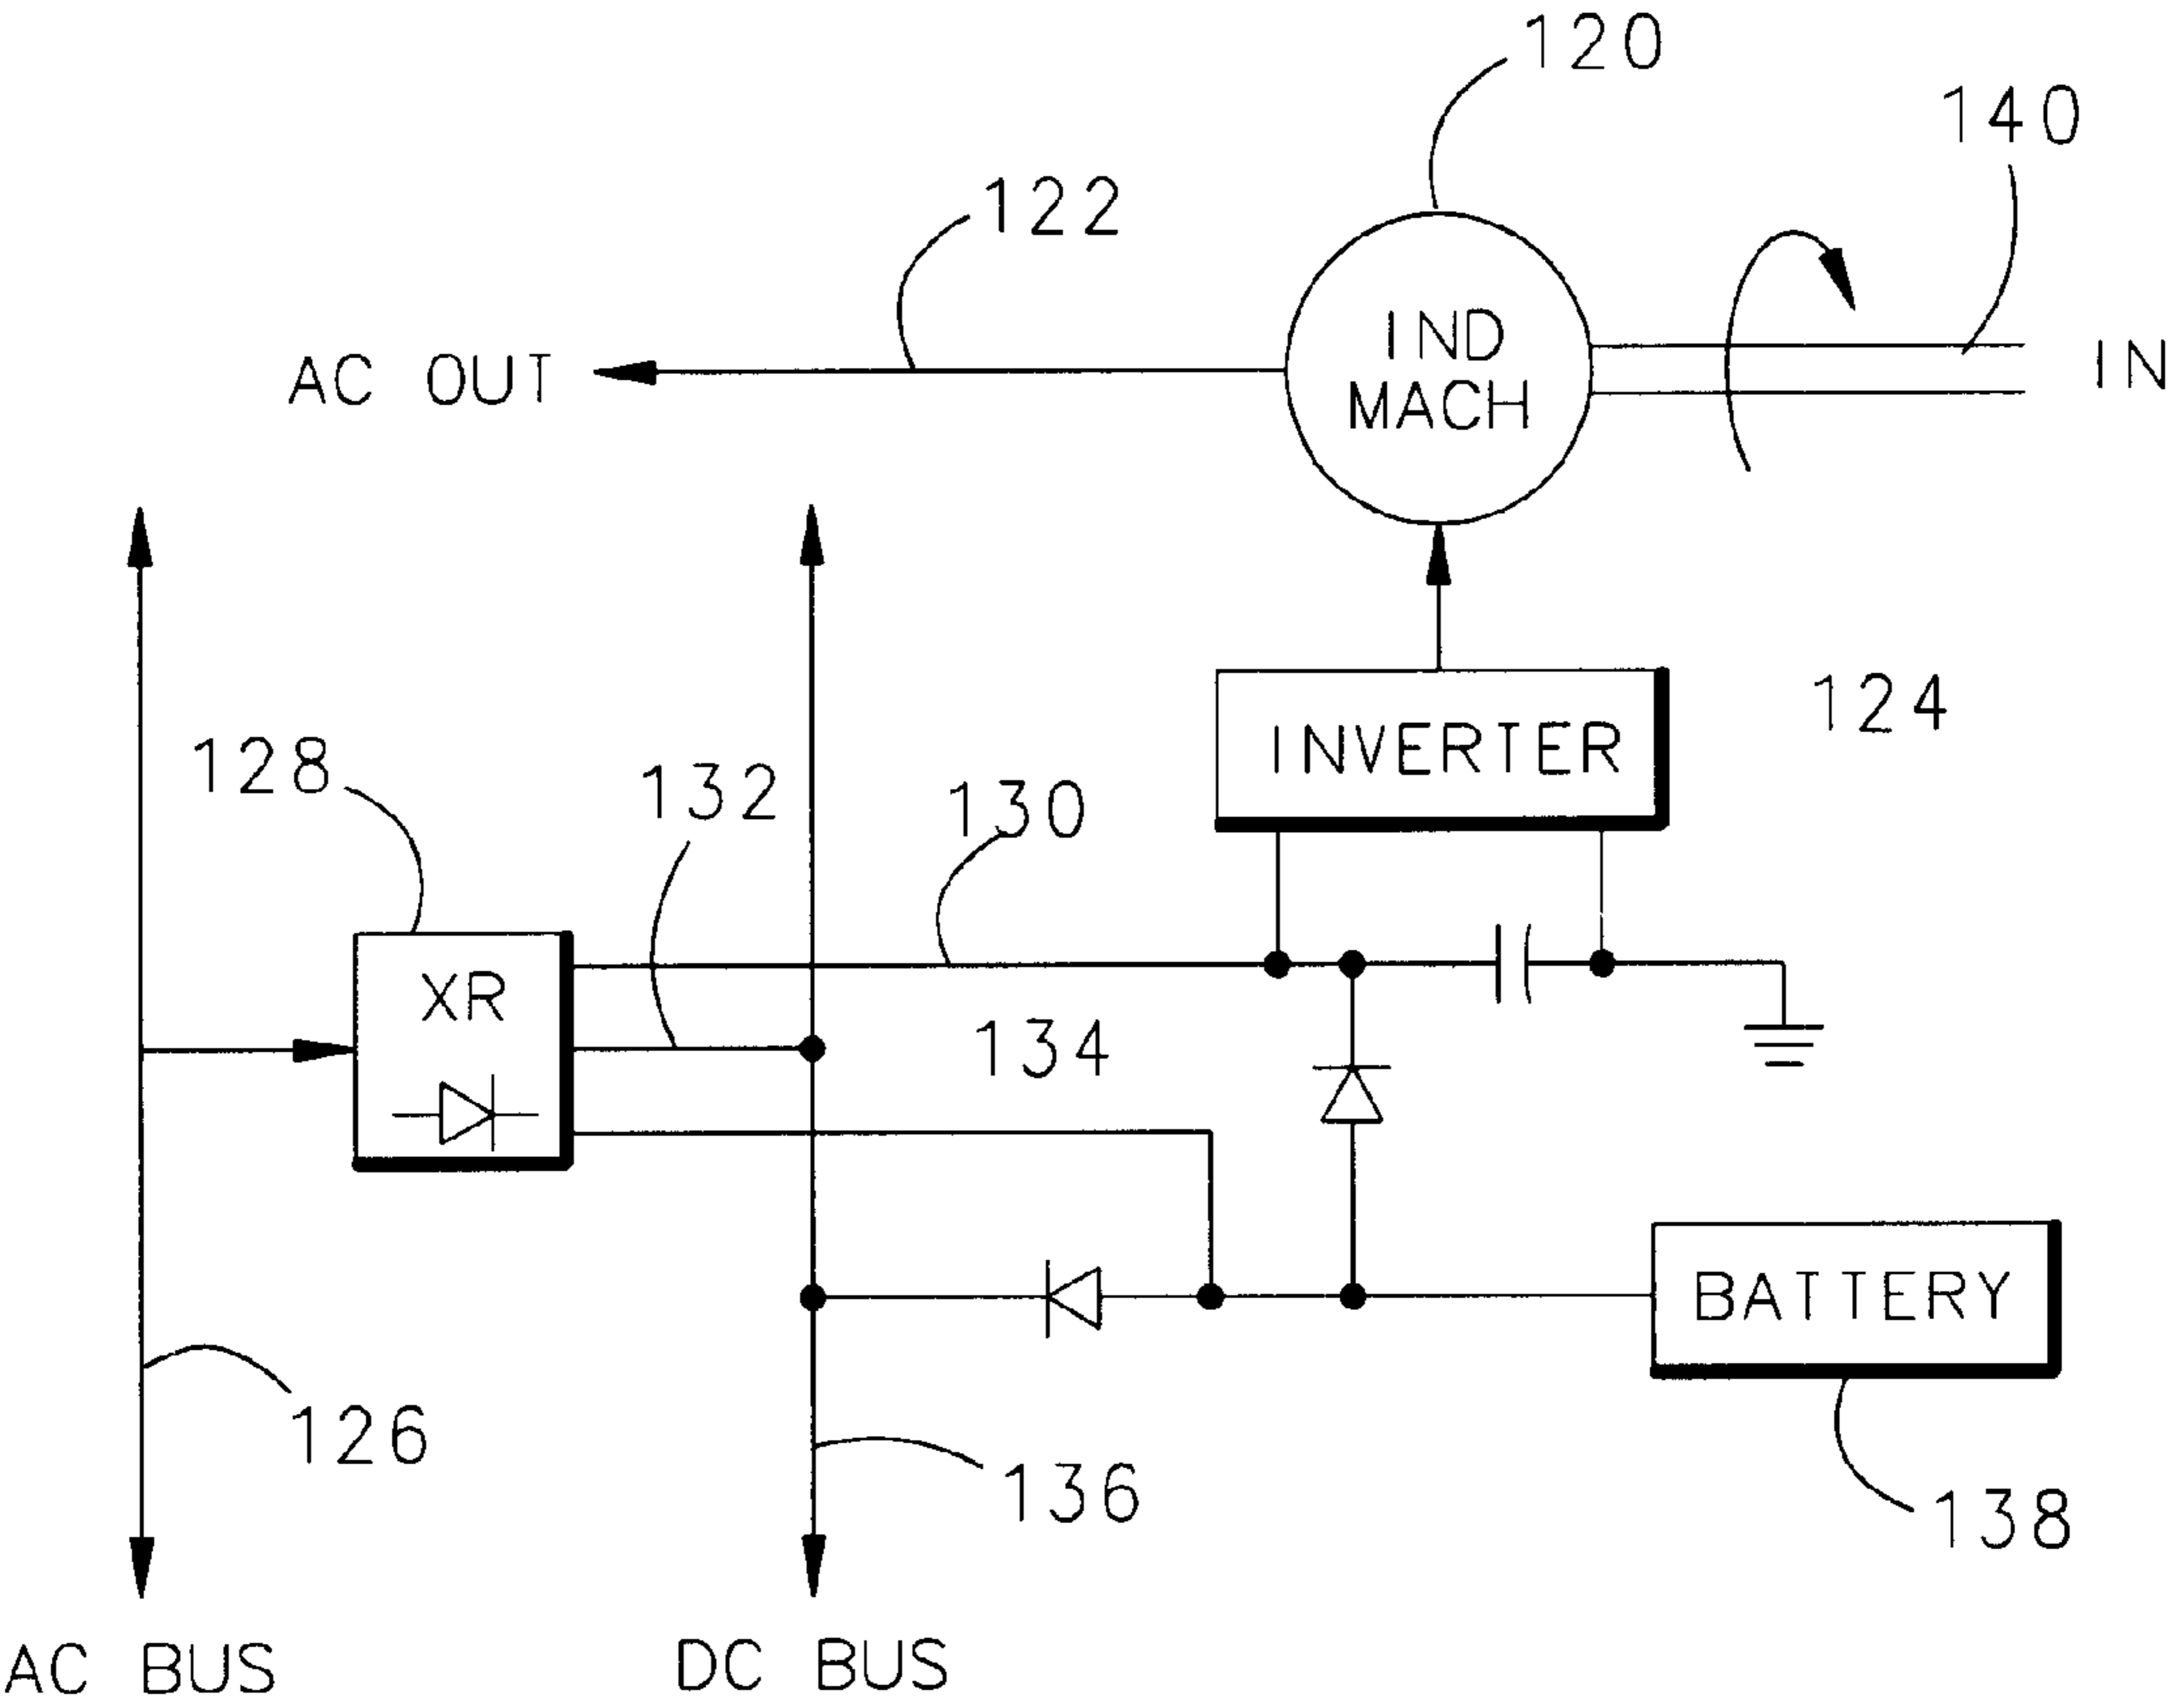 120
140
122
IND
MACH
AC OUT
IN
124
INVERTER
128
132
130
XR
134
BATTERY
126
136
138
AC BUS
DC BUS